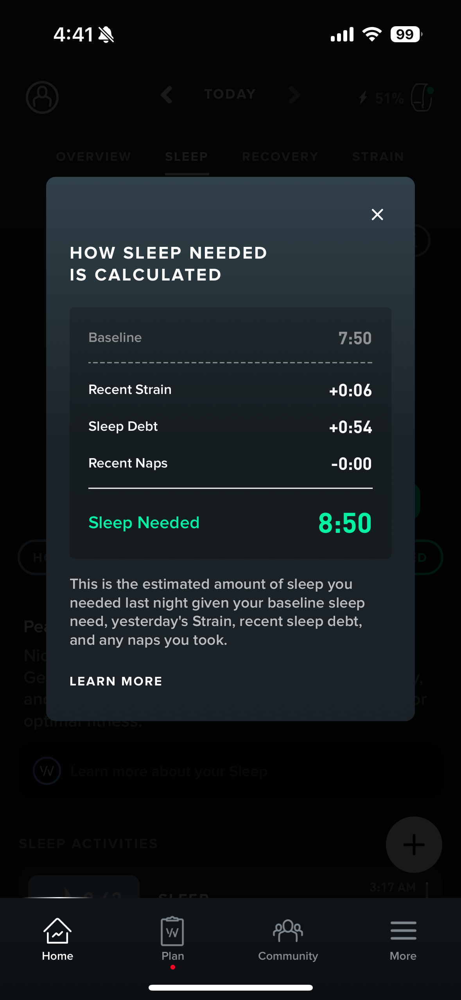 4:41
99
TODAY
51%
OVERVIEW SLEEP RECOVERY STRAIN
HOW SLEEP NEEDED
IS CALCULATED
Baseline 7:50
Recent Strain +0:06
Sleep Debt +0:54
Recent Naps -0:00
Sleep Needed 8:50
This is the estimated amount of sleep you
needed last night given your baseline sleep
need, yesterday's Strain, recent sleep debt,
and any naps you took.
LEARN MORE
optimal fitness.
Learn more about your Sleep
SLEEP ACTIVITIES
3:17 AM
SLEEP
Home Plan Community More